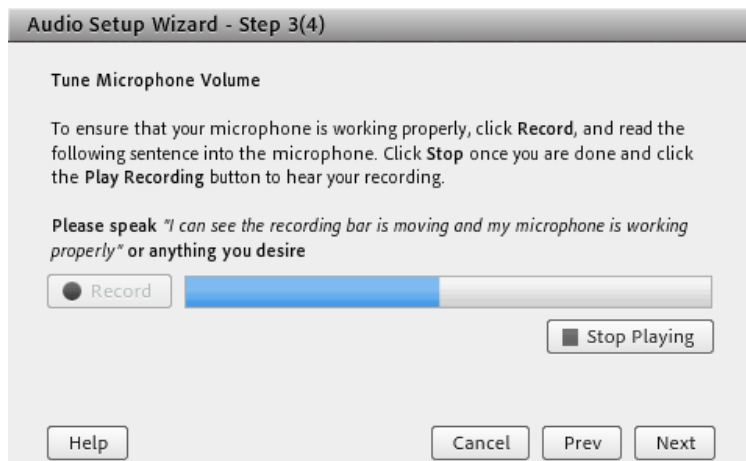 Audio Setup Wizard - Step 3(4)
Tune Microphone Volume
To ensure that your microphone is working properly, click Record, and read the
following sentence into the microphone. Click Stop once you are done and click
the Play Recording button to hear your recording.
Please speak "I can see the recording bar is moving and my microphone is working
properly" or anything you desire
Record
Stop Playing
Help Cancel Prev Next